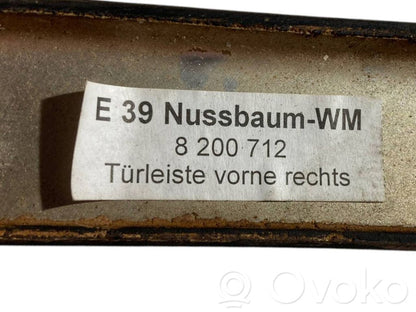 E 39 Nussbaum-WM
8 200 712
Türleiste vorne rechts
Ovoko